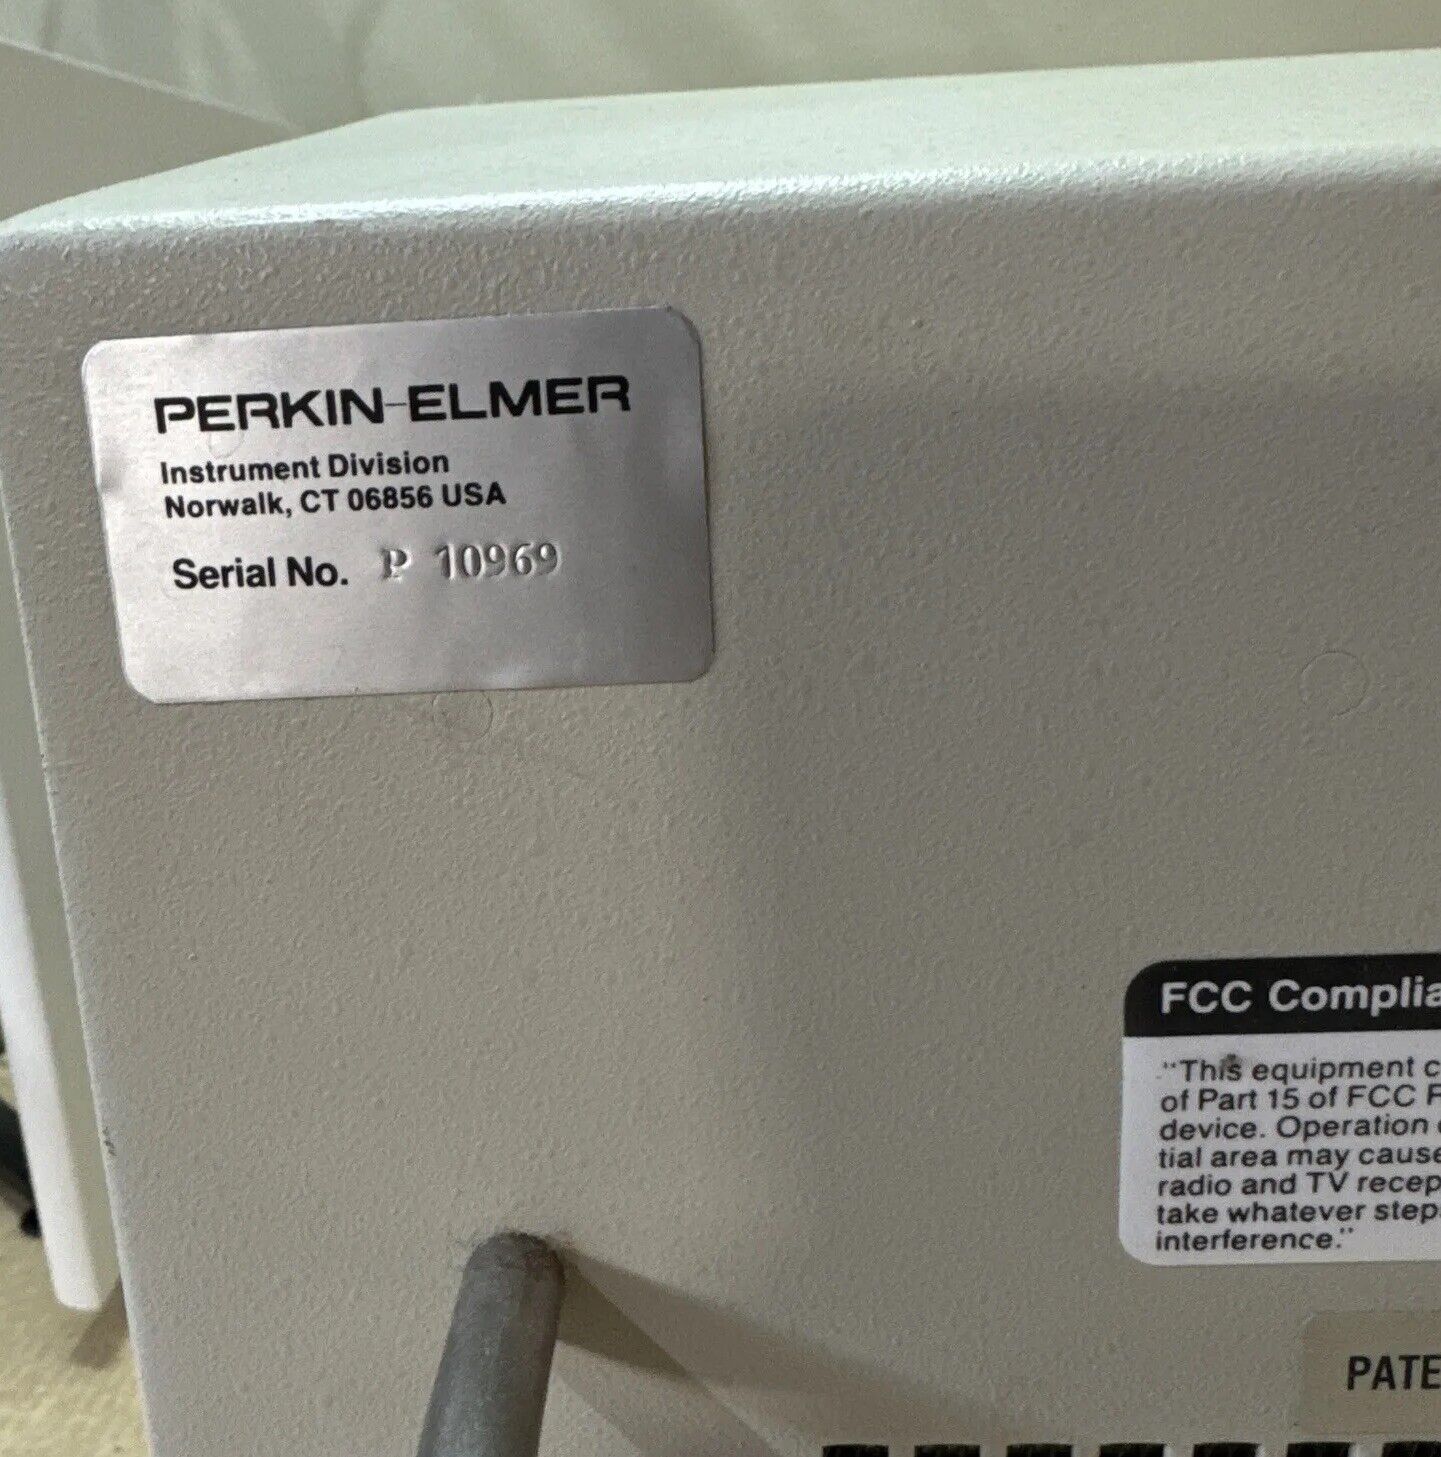 PERKIN-ELMER
Instrument Division
Norwalk, CT 06856 USA
Serial No. P 10969
FCC Complia
"This equipment c
of Part 15 of FCC
device. Operation
tial area may cause
radio and TV recep
take whatever step
interference."
PATE